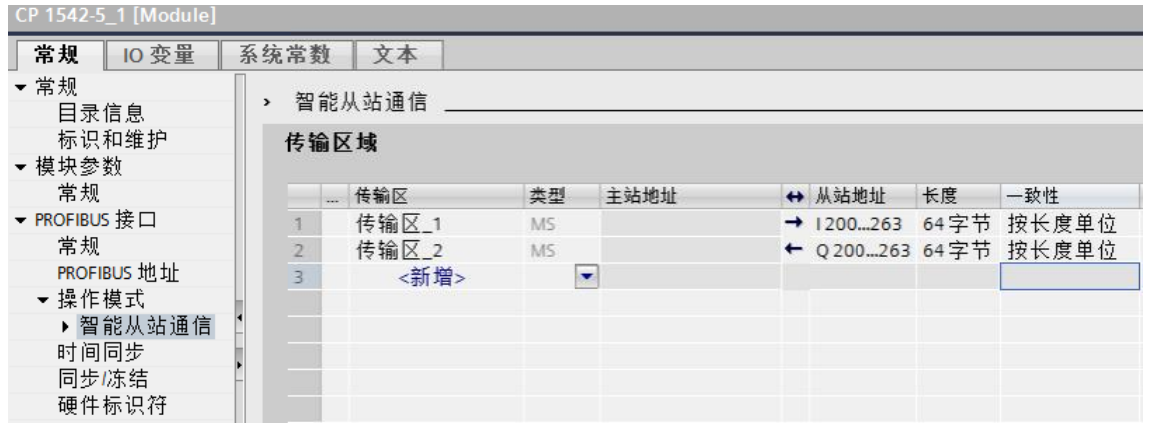 CP 1542-5_1 [Module]
常规 IO 变量 系统常数 文本
常规
目录信息
标识和维护
模块参数
常规
PROFIBUS 接口
常规
PROFIBUS 地址
操作模式
智能从站通信
时间同步
同步/冻结
硬件标识符
智能从站通信
传输区域
... 传输区 类型 主站地址 ↔ 从站地址 长度 一致性
1 传输区_1 MS → I 200...263 64 字节 按长度单位
2 传输区_2 MS ← Q 200...263 64 字节 按长度单位
3 <新增>